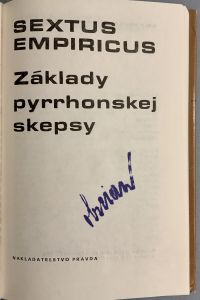 SEXTUS
EMPIRICUS
Základy
pyrrhonskej
skepsy
NAKLADATEĽSTVO PRAVDA